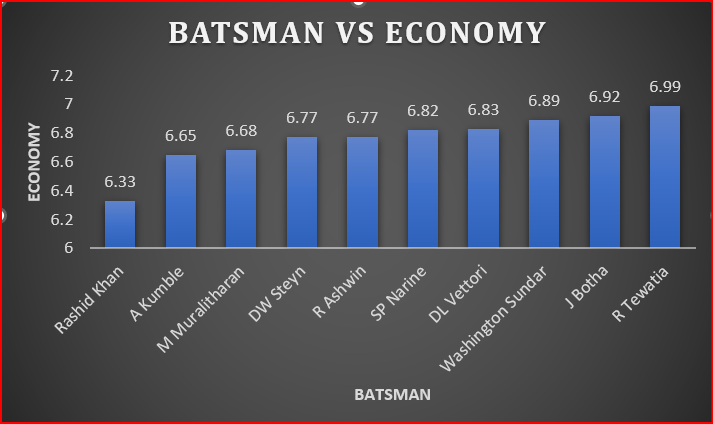 BATSMAN VS ECONOMY
ECONOMY
7.2
7
6.8
6.6
6.4
6.2
6
6.33
6.65
6.68
6.77
6.77
6.82
6.83
6.89
6.92
6.99
Rashid Khan
A Kumble
M Muralitharan
DW Steyn
R Ashwin
SP Narine
DL Vettori
Washington Sundar
J Botha
R Tewatia
BATSMAN